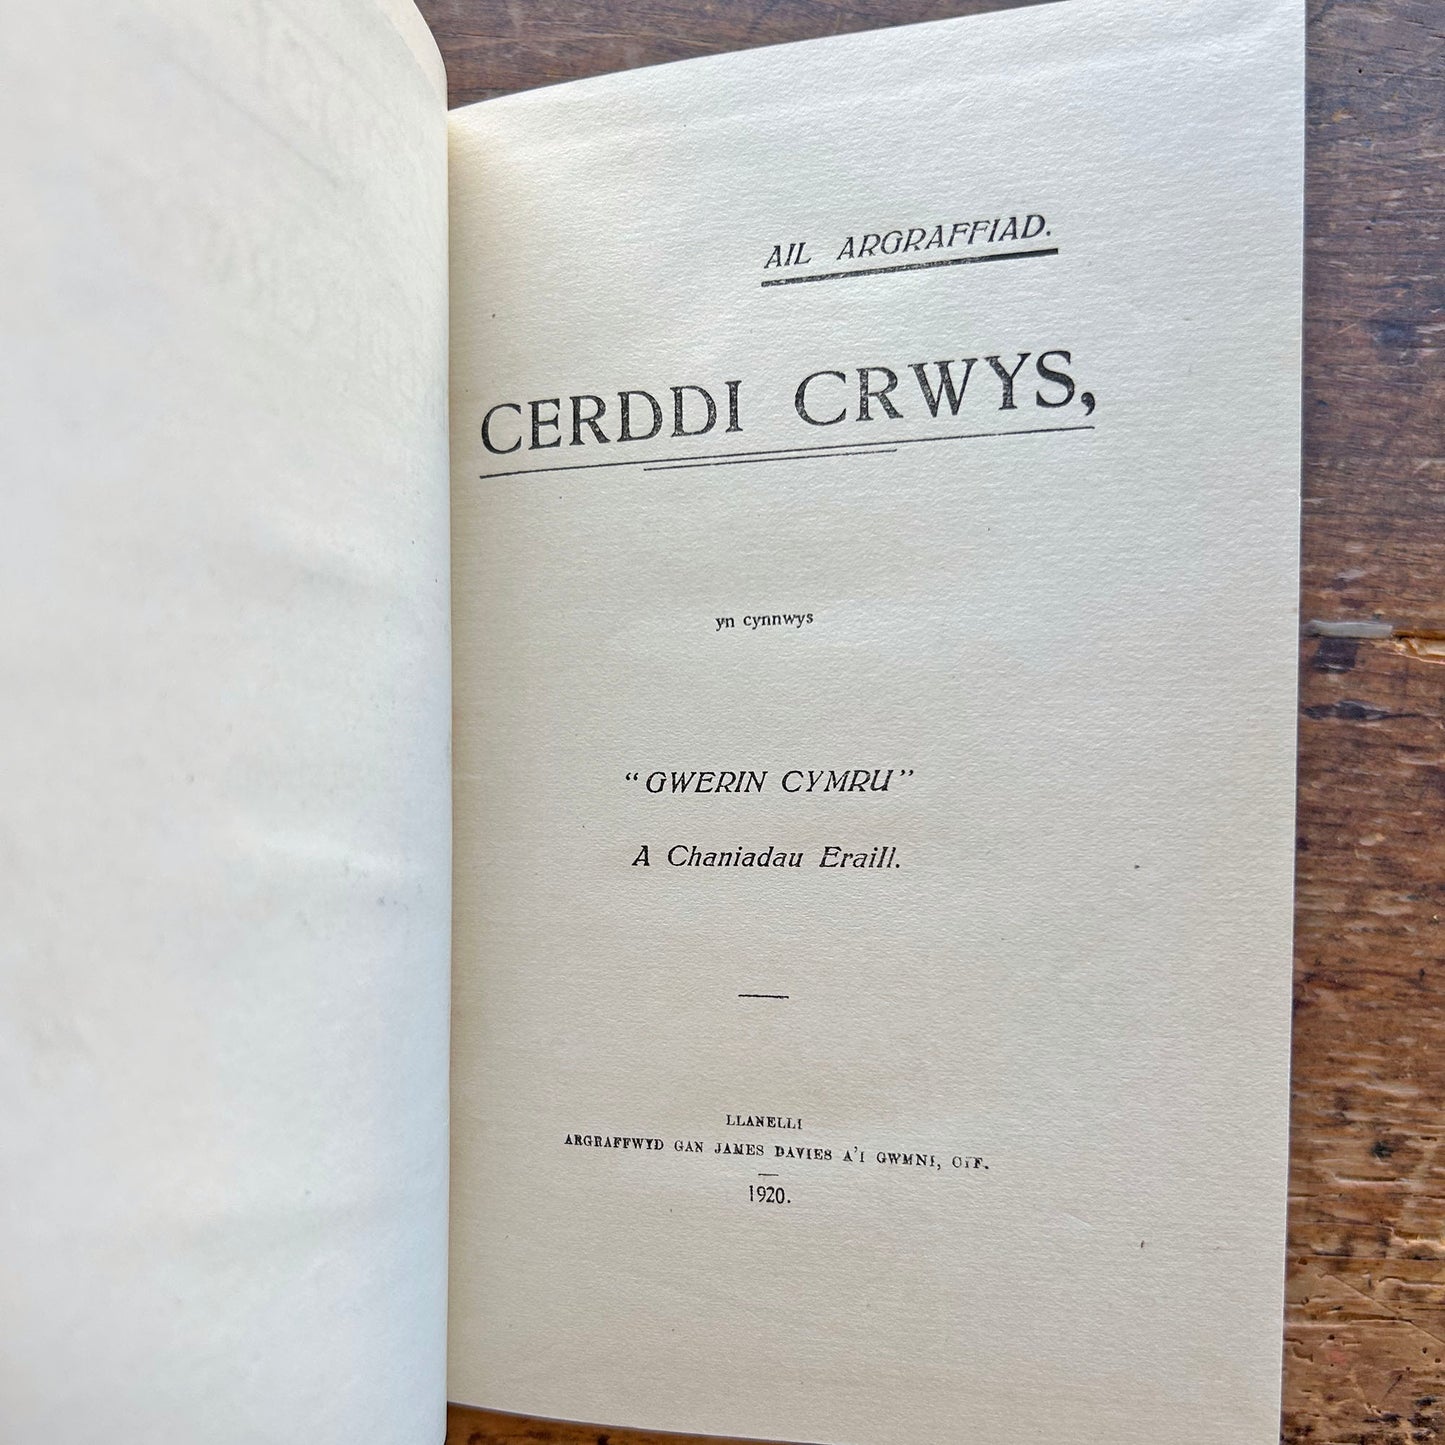 AIL ARGRAFFIAD.
CERDDI CRWYS,
yn cynnwys
"GWERIN CYMRU"
A Chaniadau Eraill.
LLANELLI
ARGRAFFWYD GAN JAMES DAVIES A'I GWMNI, CYF.
1920.